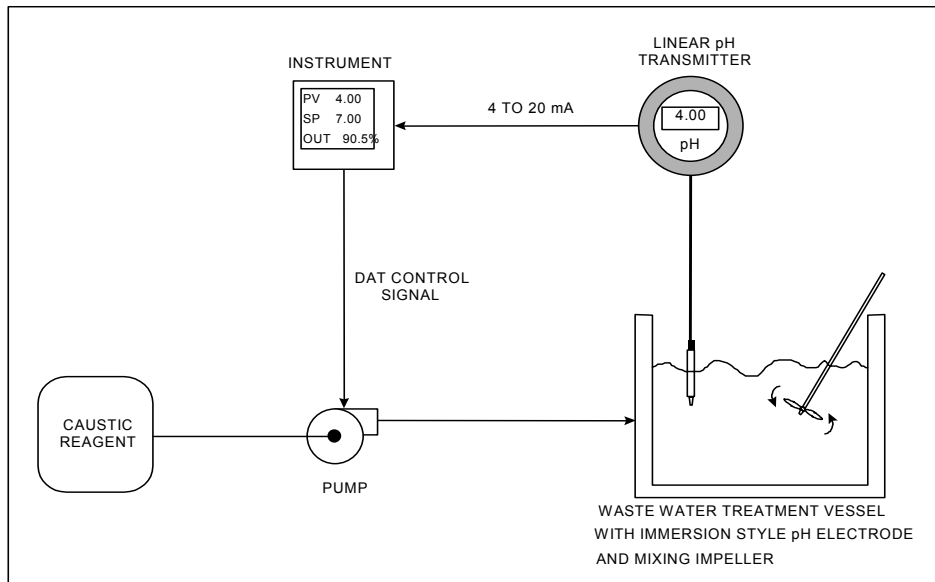 LINEAR pH
TRANSMITTER
INSTRUMENT
PV 4.00
SP 7.00
OUT 90.5%
4 TO 20 mA
4.00
pH
DAT CONTROL
SIGNAL
CAUSTIC
REAGENT
PUMP
WASTE WATER TREATMENT VESSEL
WITH IMMERSION STYLE pH ELECTRODE
AND MIXING IMPELLER